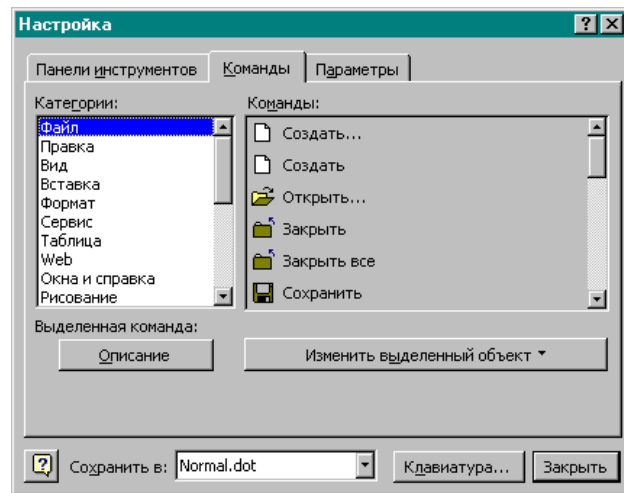 Настройка
Панели инструментов Команды Параметры
Категории: Команды:
Файл
Правка
Вид
Вставка
Формат
Сервис
Таблица
Web
Окна и справка
Рисование
Создать...
Создать
Открыть...
Закрыть
Закрыть все
Сохранить
Выделенная команда:
Описание Изменить выделенный объект
Сохранить в: Normal.dot Клавиатура... Закрыть